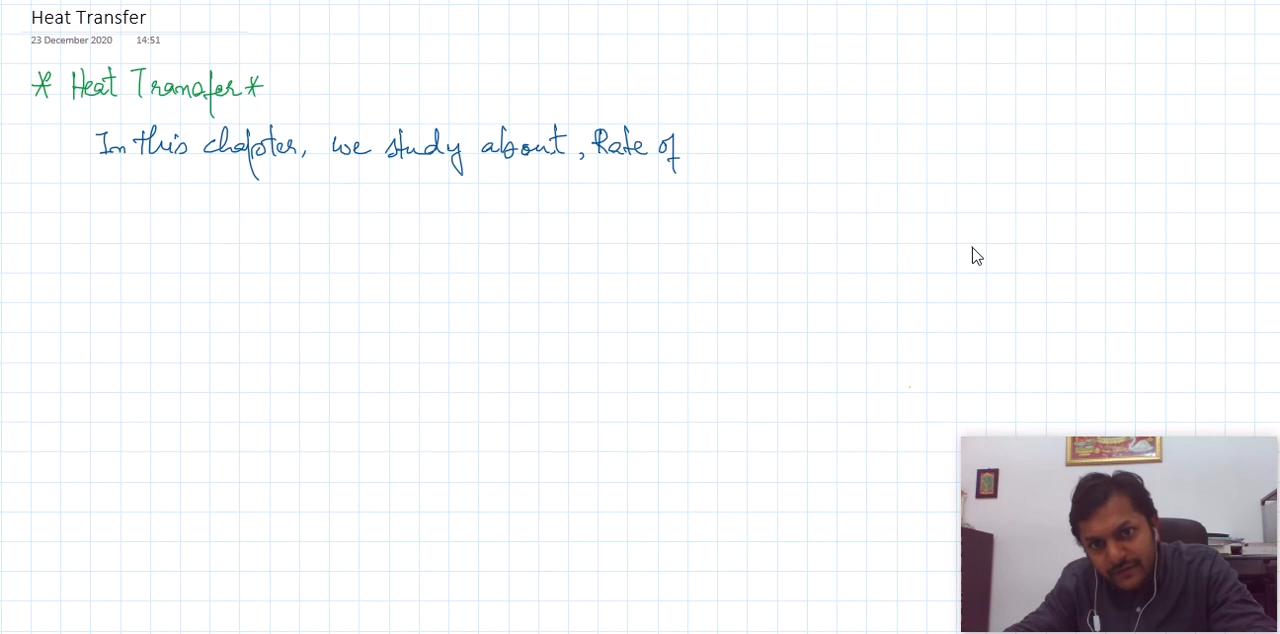 Heat Transfer
23 December 2020 14:51
* Heat Transfer *
In this chapter, we study about, Rate of